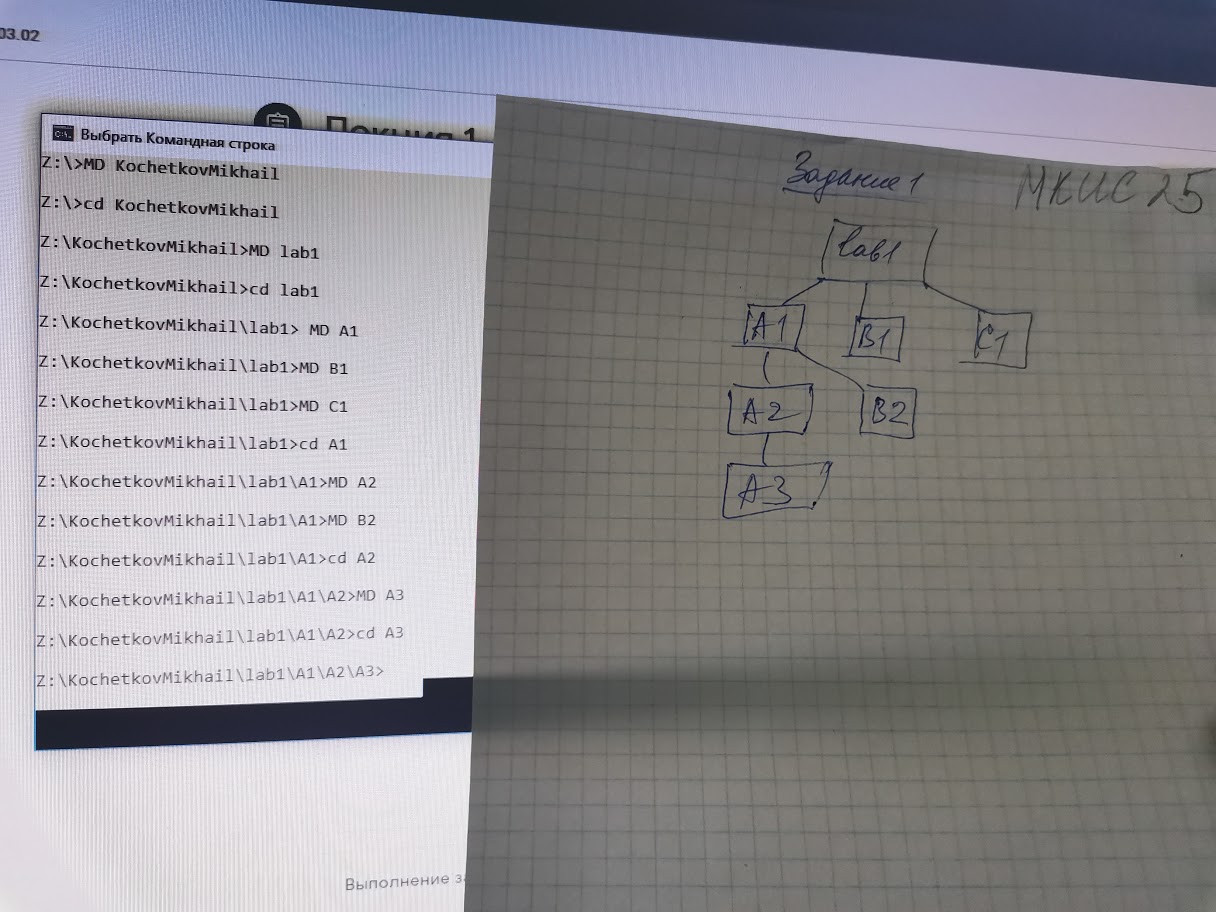 03.02
Лекция 1
Выбрать Командная строка
Z:\>MD KochetkovMikhail
Z:\>cd KochetkovMikhail
Z:\KochetkovMikhail>MD lab1
Z:\KochetkovMikhail>cd lab1
Z:\KochetkovMikhail\lab1> MD A1
Z:\KochetkovMikhail\lab1>MD B1
Z:\KochetkovMikhail\lab1>MD C1
Z:\KochetkovMikhail\lab1>cd A1
Z:\KochetkovMikhail\lab1\A1>MD A2
Z:\KochetkovMikhail\lab1\A1>MD B2
Z:\KochetkovMikhail\lab1\A1>cd A2
Z:\KochetkovMikhail\lab1\A1\A2>MD A3
Z:\KochetkovMikhail\lab1\A1\A2>cd A3
Z:\KochetkovMikhail\lab1\A1\A2\A3>
Выполнение
Задание 1
МКИС 25
lab1
A1 B1 C1
A2 B2
A3